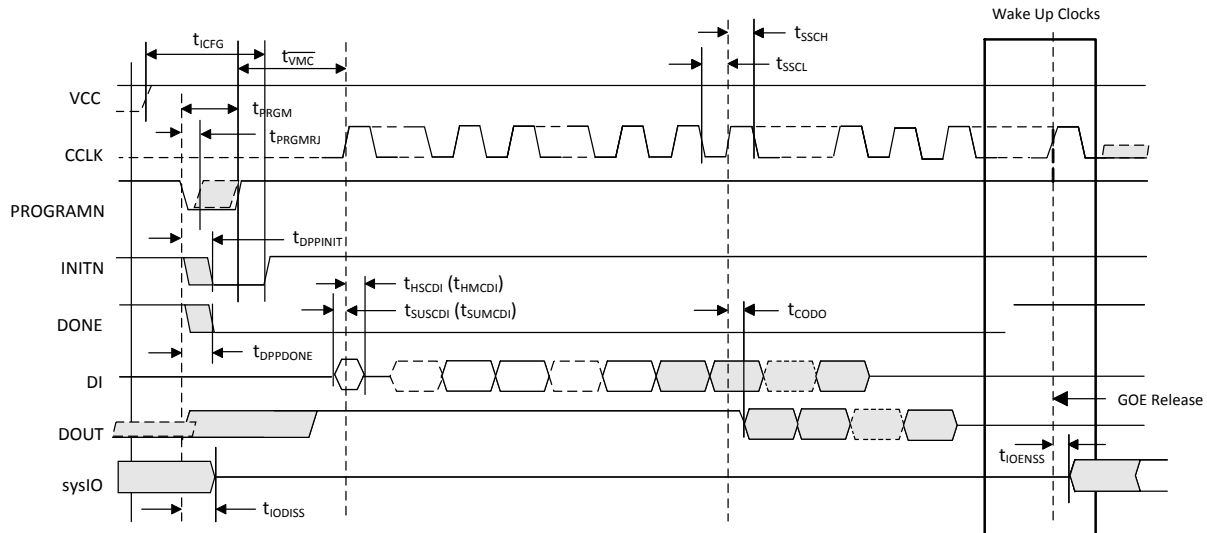 Wake Up Clocks
tICFG
tVMC
tSSCH
tSSCL
VCC
tPRGM
tPRGMRJ
CCLK
PROGRAMN
tDPPINIT
INITN
tHSCDI (tHMCDI)
tSUSCDI (tSUMCDI)
tCODO
DONE
tDPPDONE
DI
GOE Release
DOUT
tIOENSS
sysIO
tIODISS